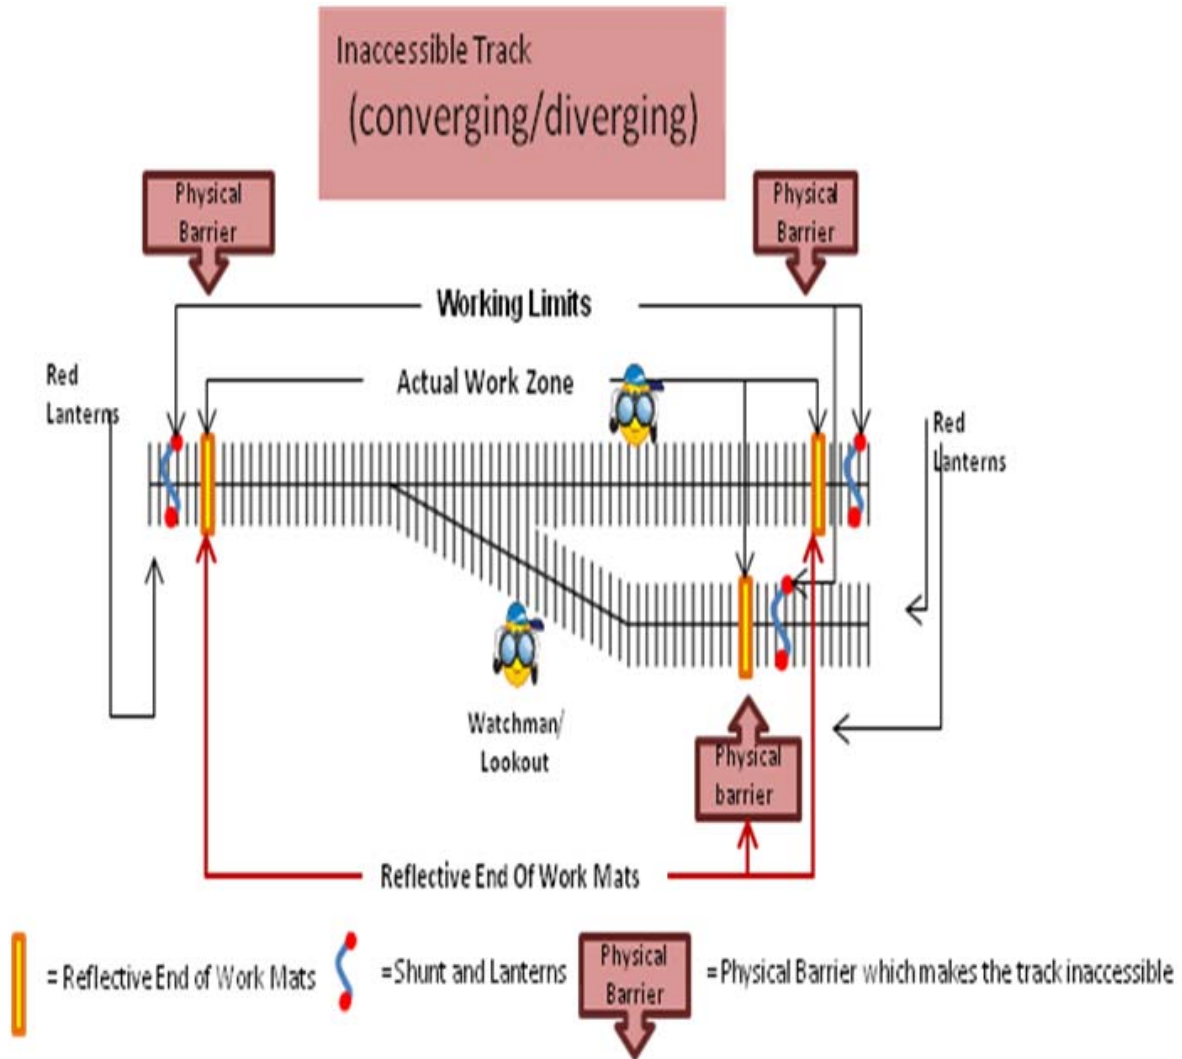 Inaccessible Track
(converging/diverging)
Physical
Barrier
Physical
Barrier
Working Limits
Red
Lanterns
Actual Work Zone
Red
Lanterns
Watchman/
Lookout
Physical
barrier
Reflective End Of Work Mats
= Reflective End of Work Mats
=Shunt and Lanterns
Physical
Barrier
=Physical Barrier which makes the track inaccessible